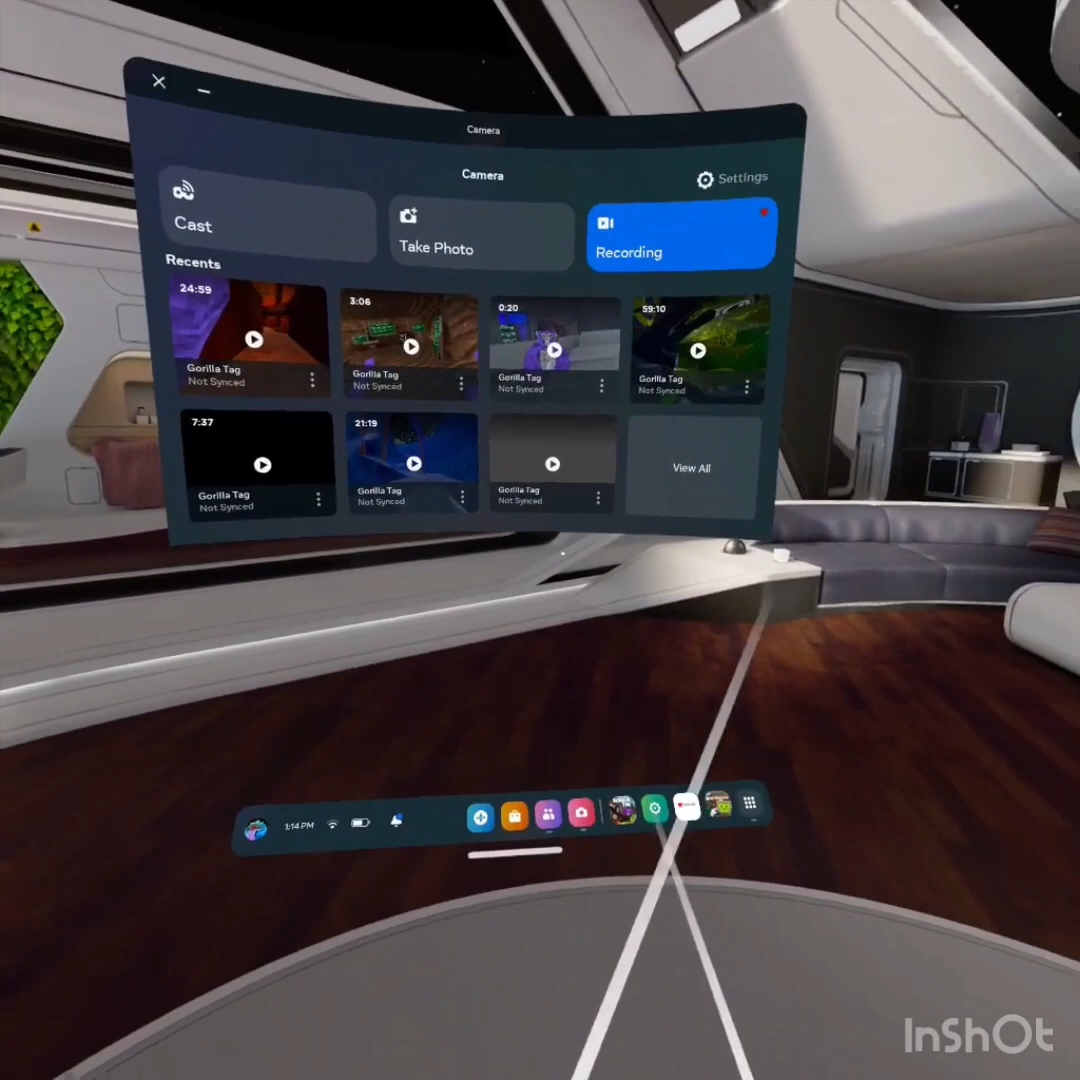 Camera
Camera
Settings
Cast
Take Photo
Recording
Recents
24:59
Gorilla Tag
Not Synced
3:06
Gorilla Tag
Not Synced
0:20
Gorilla Tag
Not Synced
59:10
Gorilla Tag
Not Synced
7:37
Gorilla Tag
Not Synced
21:19
Gorilla Tag
Not Synced
Gorilla Tag
Not Synced
View All
1:14 PM
InShOt